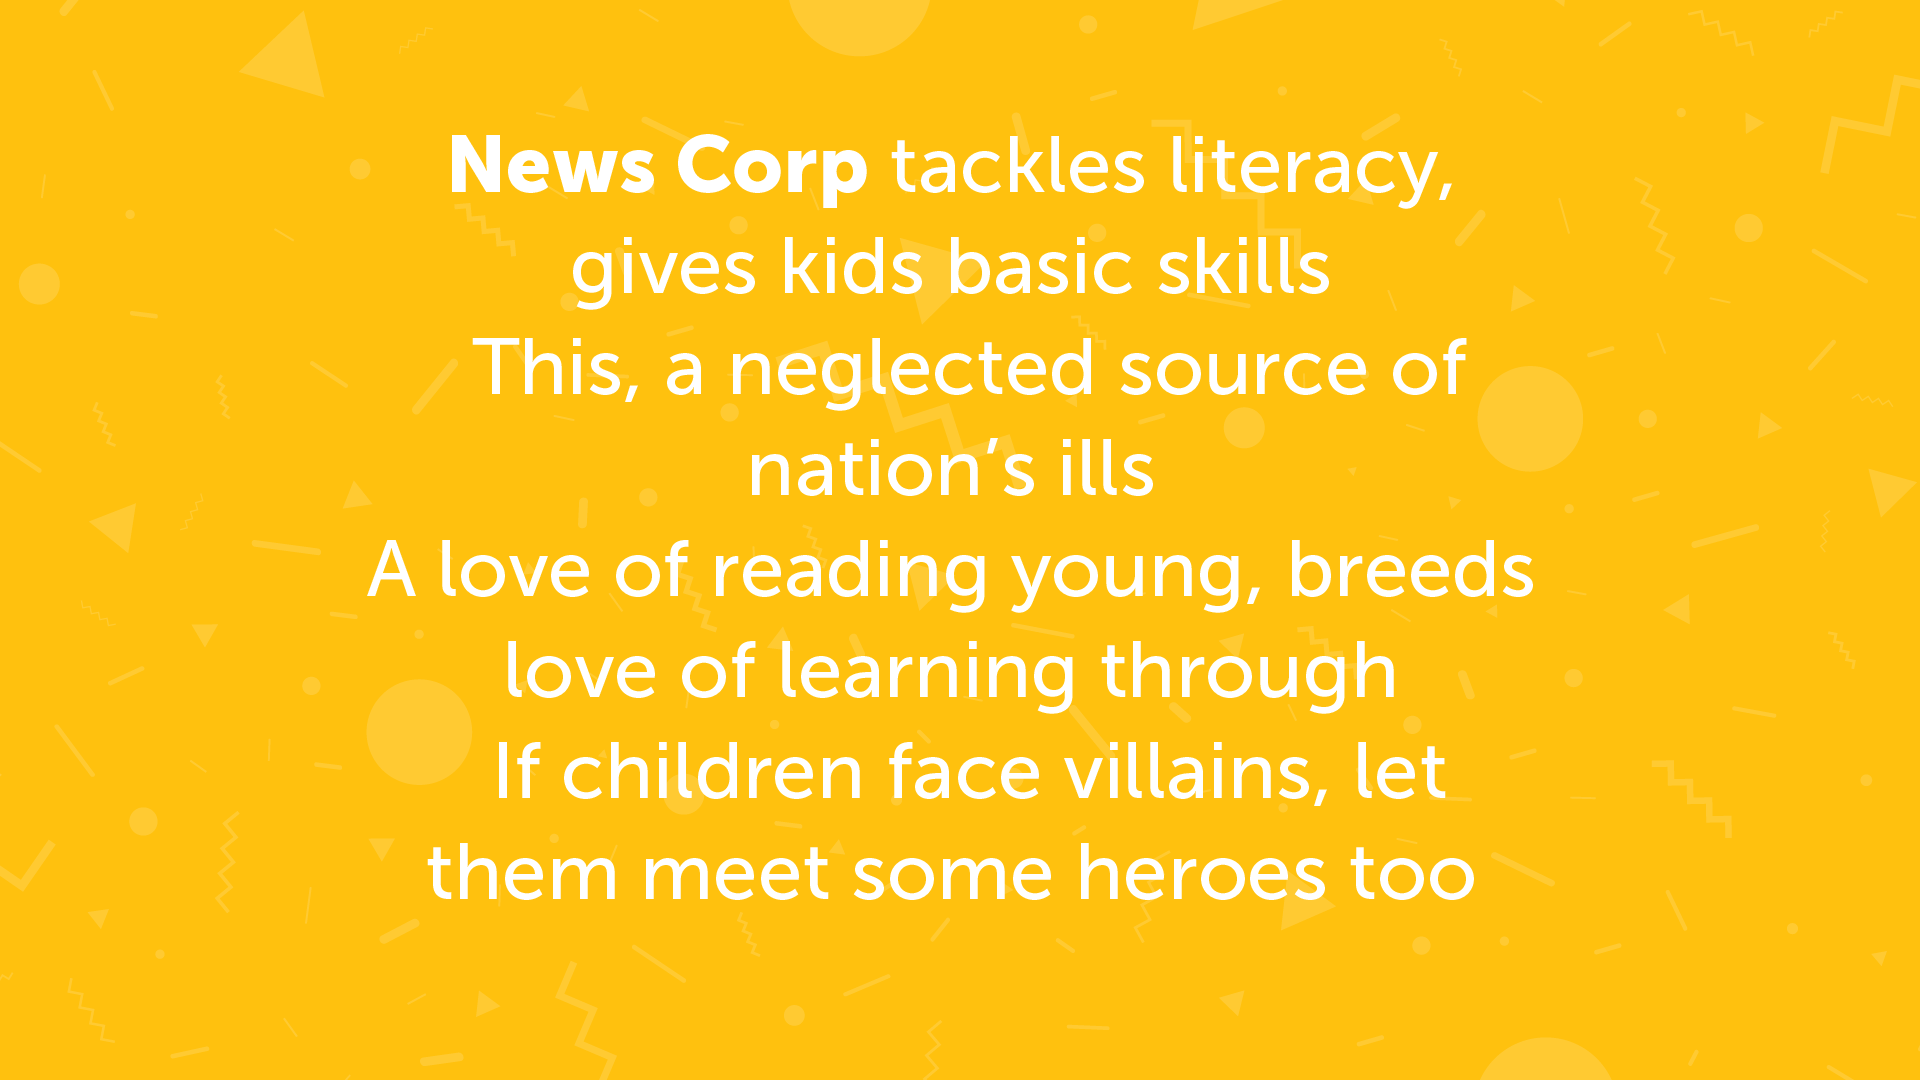 News Corp tackles literacy,
gives kids basic skills
This, a neglected source of
nation’s ills
A love of reading young, breeds
love of learning through
If children face villains, let
them meet some heroes too